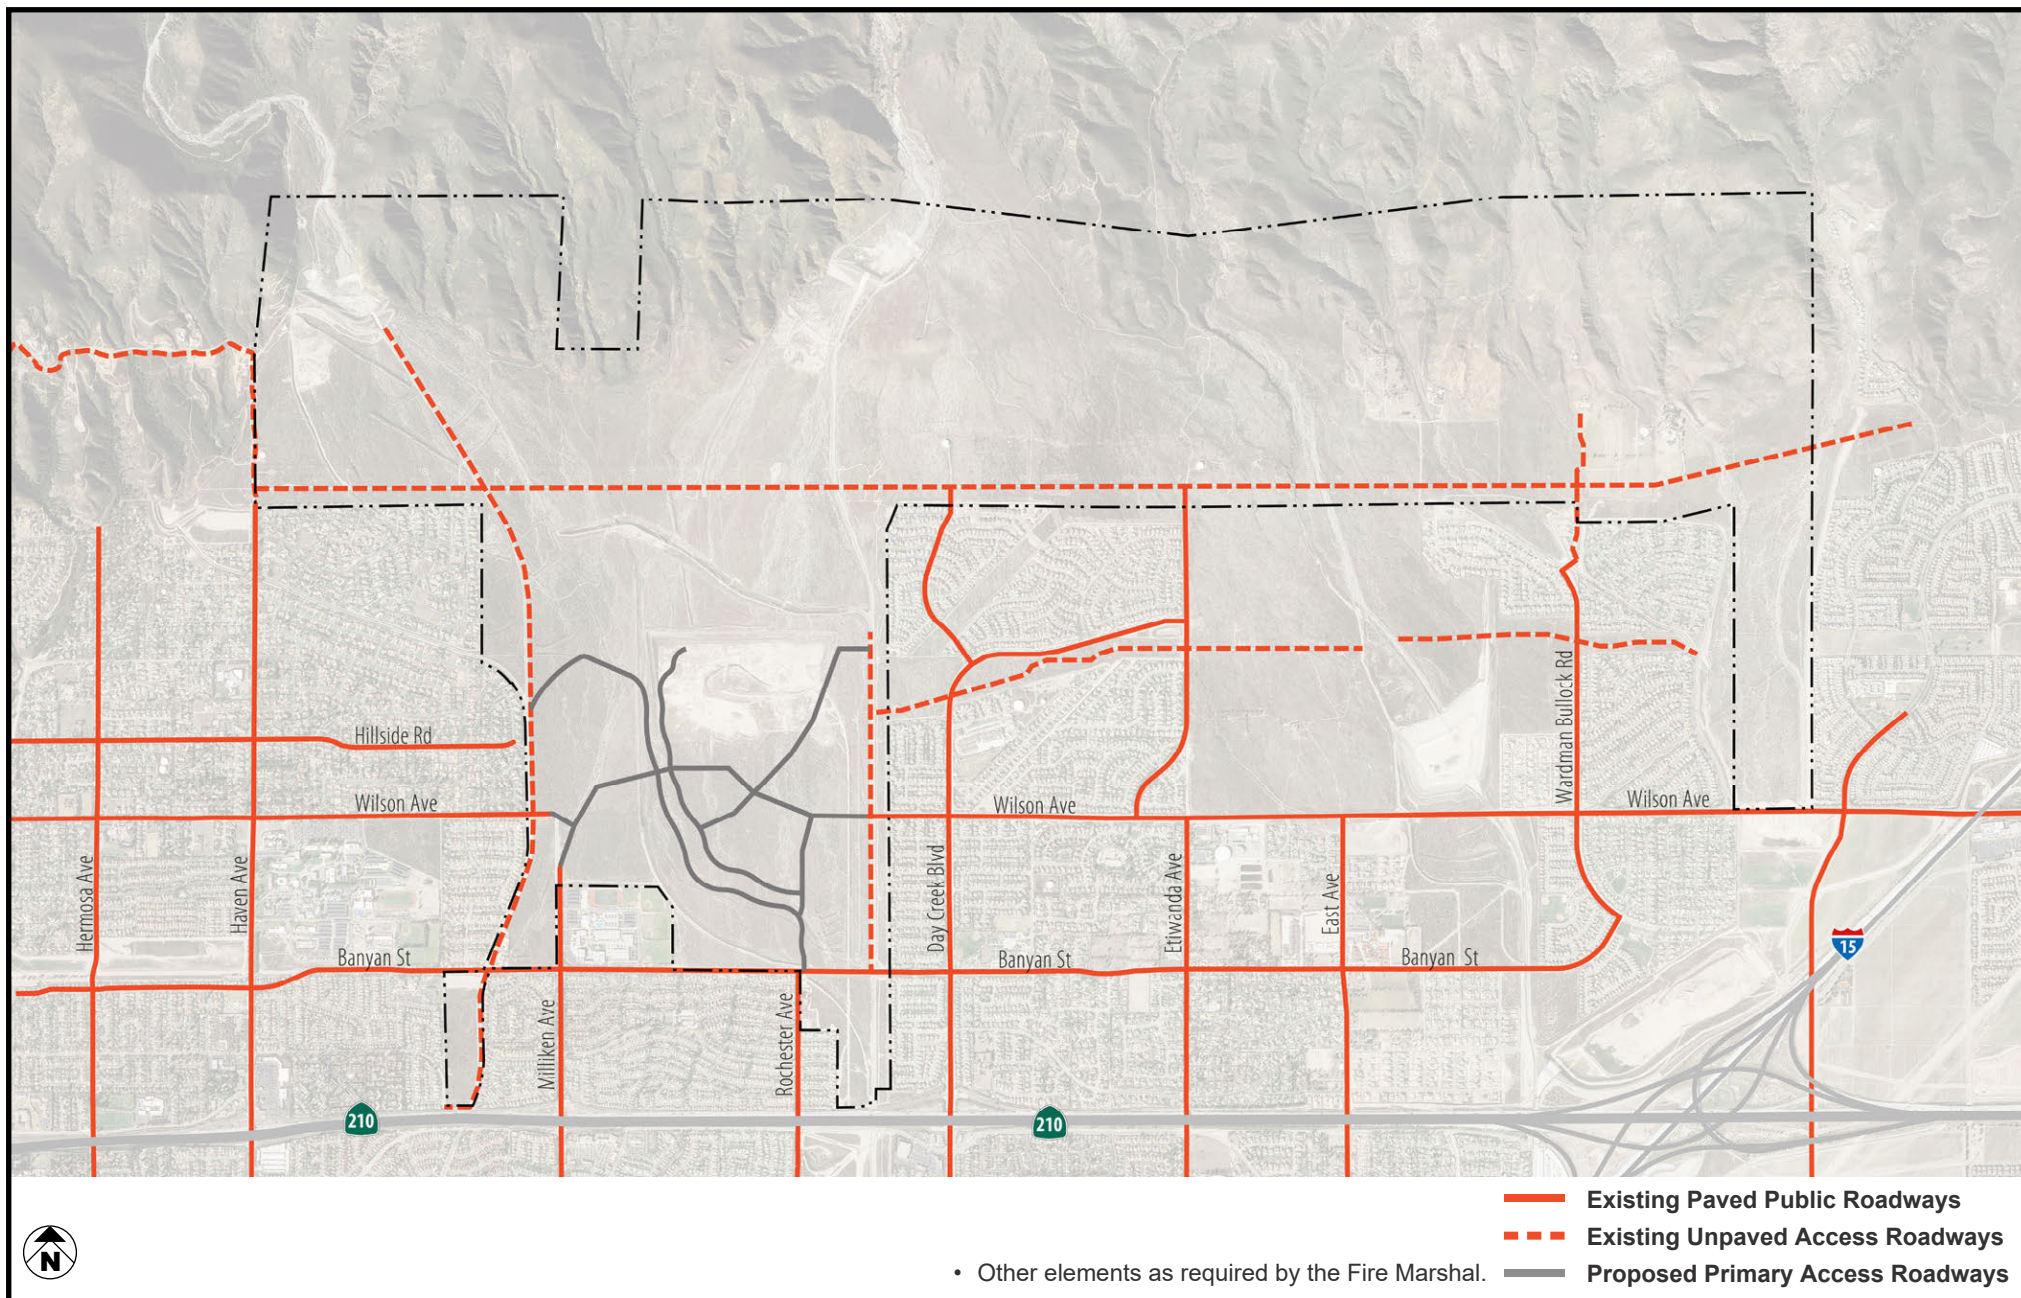 Hillside Rd
Wilson Ave
Wilson Ave
Wilson Ave
Wardman Bullock Rd
Hermosa Ave
Haven Ave
Day Creek Blvd
Etiwanda Ave
East Ave
Banyan St
Banyan St
Banyan St
15
Milliken Ave
Rochester Ave
210
210
Existing Paved Public Roadways
Existing Unpaved Access Roadways
• Other elements as required by the Fire Marshal.
Proposed Primary Access Roadways
N